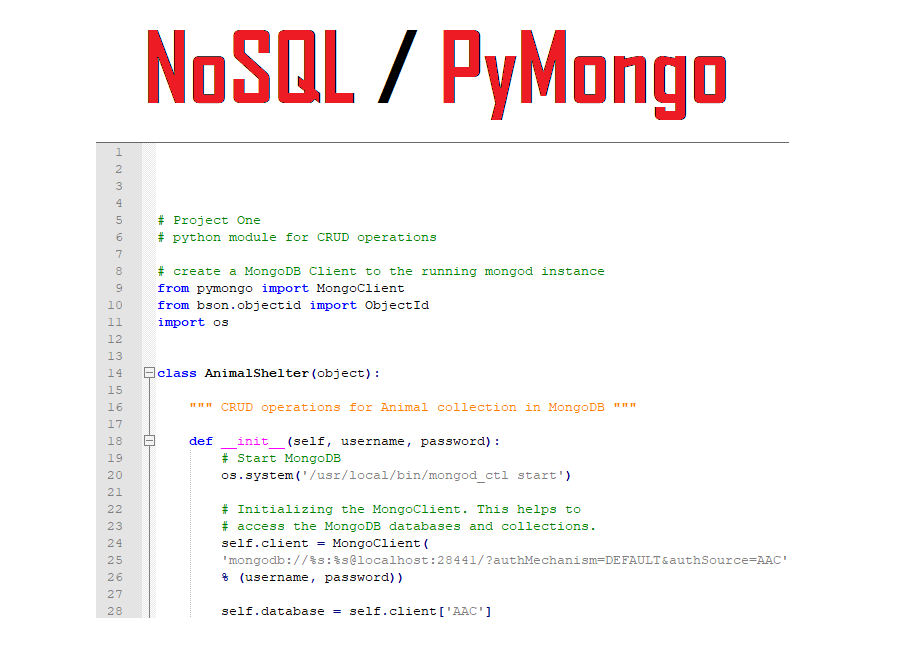 NoSQL / PyMongo
1
2
3
4
5 # Project One
6 # python module for CRUD operations
7
8 # create a MongoDB Client to the running mongod instance
9 from pymongo import MongoClient
10 from bson.objectid import ObjectId
11 import os
12
13
14 class AnimalShelter(object):
15
16 """ CRUD operations for Animal collection in MongoDB """
17
18 def __init__(self, username, password):
19 # Start MongoDB
20 os.system('/usr/local/bin/mongod_ctl start')
21
22 # Initializing the MongoClient. This helps to
23 # access the MongoDB databases and collections.
24 self.client = MongoClient(
25 'mongodb://%s:%s@localhost:28441/?authMechanism=DEFAULT&authSource=AAC'
26 % (username, password))
27
28 self.database = self.client['AAC']